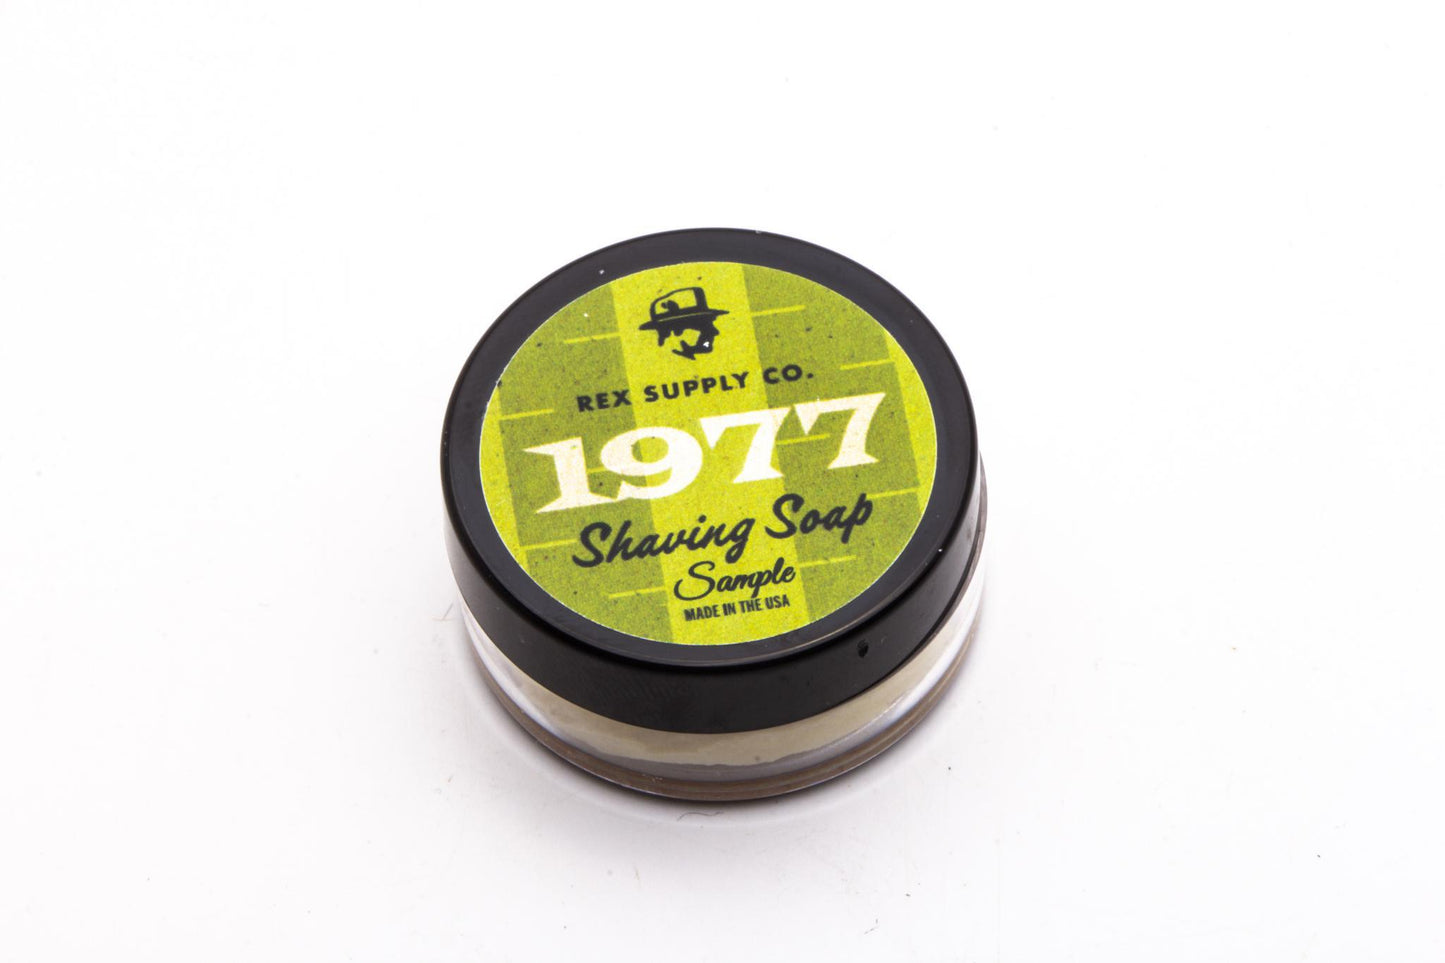 REX SUPPLY CO.
1977
Shaving Soap
Sample
MADE IN THE USA